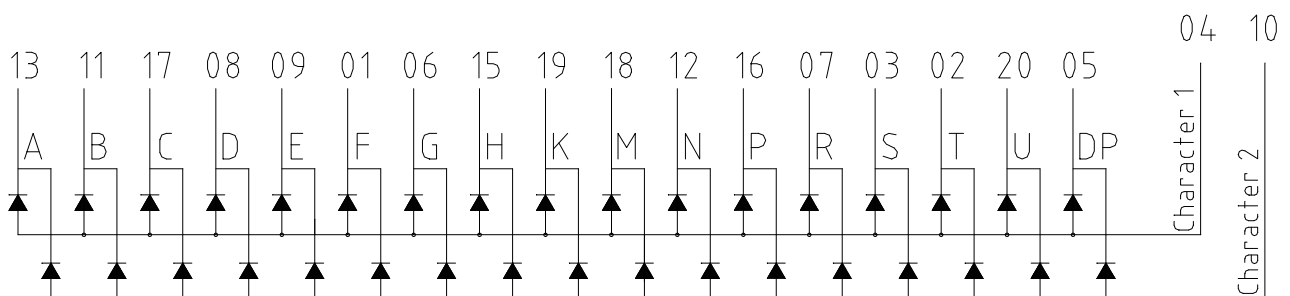 04 10
13 11 17 08 09 01 06 15 19 18 12 16 07 03 02 20 05
A B C D E F G H K M N P R S T U DP
Character 1
Character 2